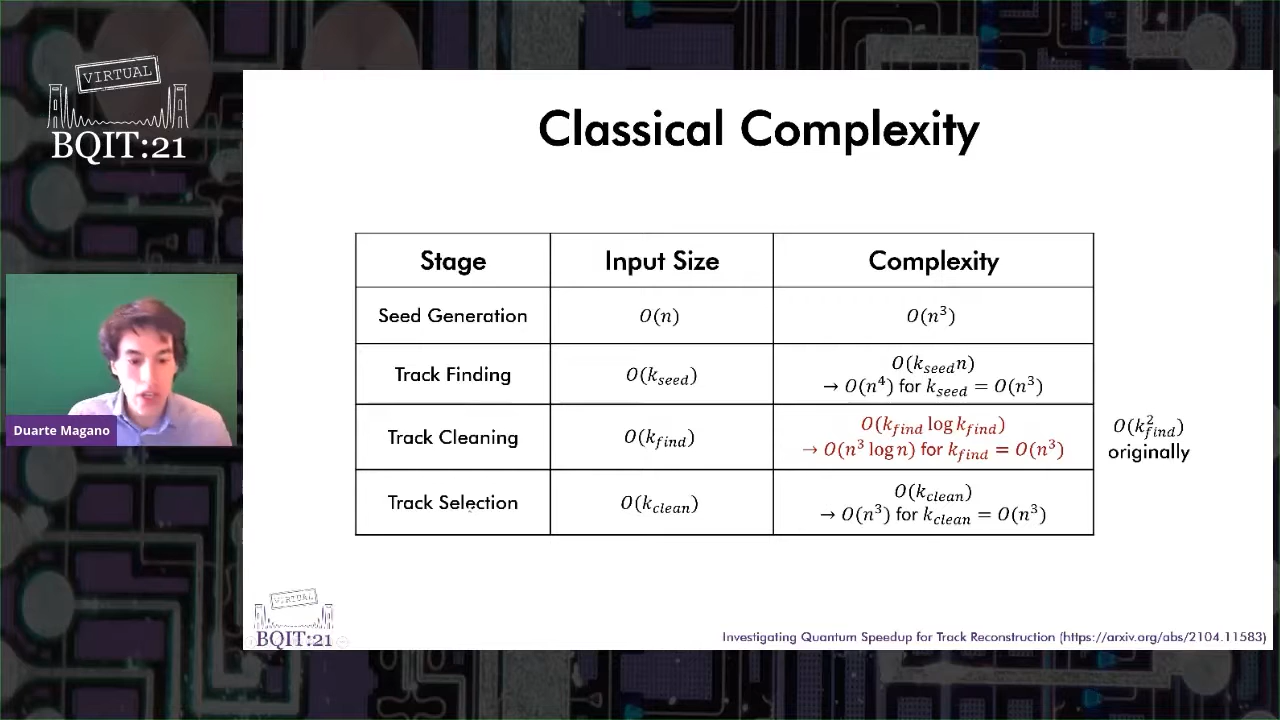 VIRTUAL
BQIT:21
Classical Complexity
Stage Input Size Complexity
Seed Generation O(n) O(n³)
Track Finding O(k_seed) O(k_seed n)
→ O(n⁴) for k_seed = O(n³)
Track Cleaning O(k_find) O(k_find log k_find)
→ O(n³ log n) for k_find = O(n³)
O(k²_find)
originally
Track Selection O(k_clean) O(k_clean)
→ O(n³) for k_clean = O(n³)
Duarte Magano
VIRTUAL
BQIT:21
Investigating Quantum Speedup for Track Reconstruction (https://arxiv.org/abs/2104.11583)